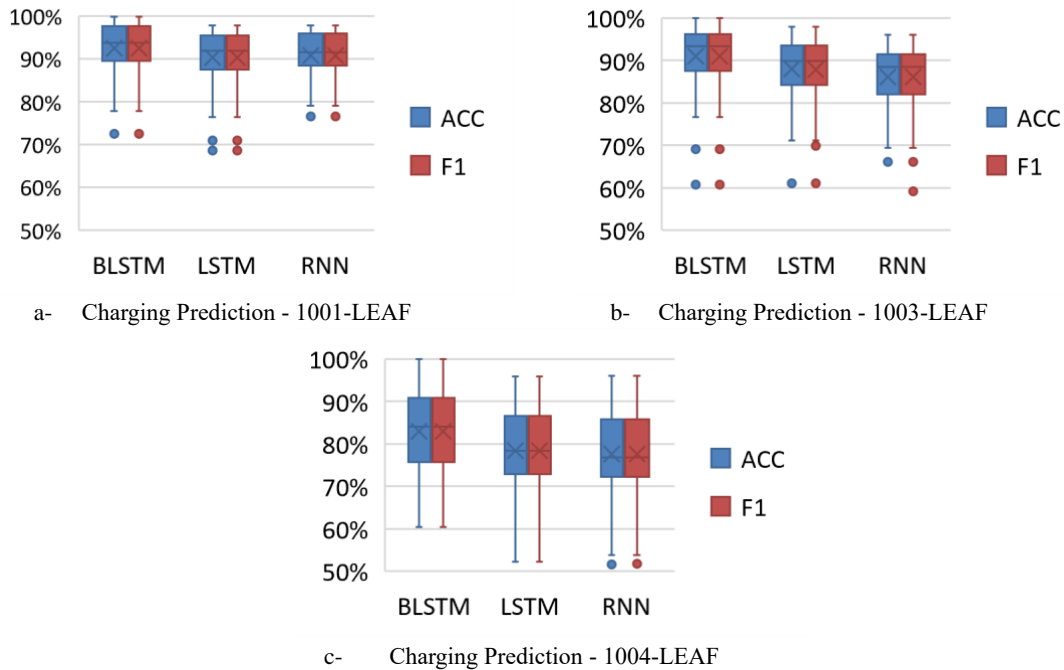 100%
90%
80%
70%
60%
50%
BLSTM LSTM RNN
ACC
F1
a- Charging Prediction - 1001-LEAF
100%
90%
80%
70%
60%
50%
BLSTM LSTM RNN
ACC
F1
b- Charging Prediction - 1003-LEAF
100%
90%
80%
70%
60%
50%
BLSTM LSTM RNN
ACC
F1
c- Charging Prediction - 1004-LEAF